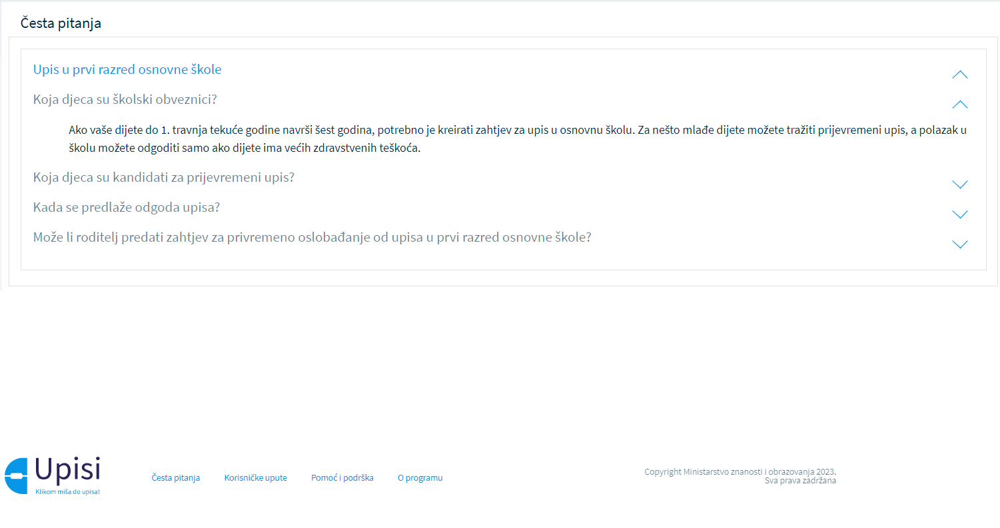 Česta pitanja
Upis u prvi razred osnovne škole
Koja djeca su školski obveznici?
Ako vaše dijete do 1. travnja tekuće godine navrši šest godina, potrebno je kreirati zahtjev za upis u osnovnu školu. Za nešto mlađe dijete možete tražiti prijevremeni upis, a polazak u
školu možete odgoditi samo ako dijete ima većih zdravstvenih teškoća.
Koja djeca su kandidati za prijevremeni upis?
Kada se predlaže odgoda upisa?
Može li roditelj predati zahtjev za privremeno oslobađanje od upisa u prvi razred osnovne škole?
Upisi
Klikom miša do upisa!
Česta pitanja Korisničke upute Pomoć i podrška O programu
Copyright Ministarstvo znanosti i obrazovanja 2023.
Sva prava zadržana